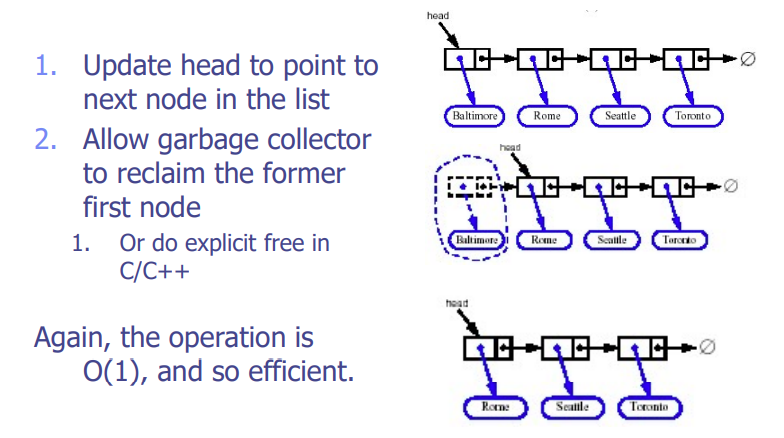 1. Update head to point to
next node in the list
2. Allow garbage collector
to reclaim the former
first node
1. Or do explicit free in
C/C++
Again, the operation is
O(1), and so efficient.
head
∅
Baltimore Rome Seattle Toronto
head
∅
Baltimore Rome Seattle Toronto
head
∅
Rome Seattle Toronto